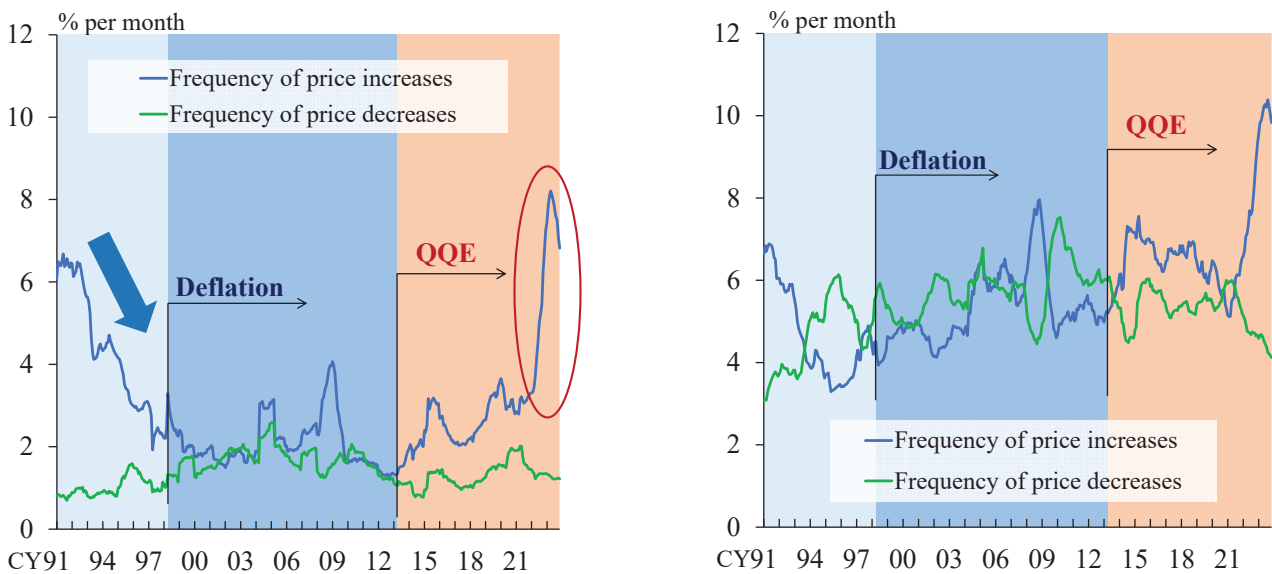 % per month
12
10
8
6
4
2
0
Frequency of price increases
Frequency of price decreases
Deflation
QQE
CY91 94 97 00 03 06 09 12 15 18 21
% per month
12
10
8
6
4
2
0
Deflation
QQE
Frequency of price increases
Frequency of price decreases
CY91 94 97 00 03 06 09 12 15 18 21